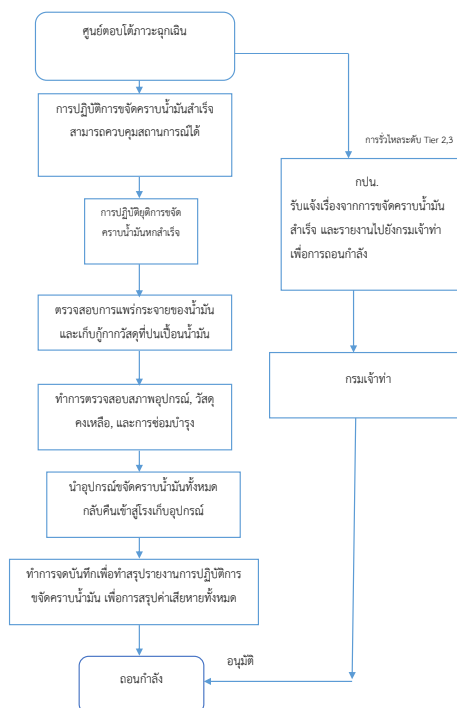 ศูนย์ตอบโต้ภาวะฉุกเฉิน
การปฏิบัติการขจัดคราบน้ำมันสำเร็จ
สามารถควบคุมสถานการณ์ได้
การรั่วไหลระดับ Tier 2,3
กปน.
รับแจ้งเรื่องจากการขจัดคราบน้ำมัน
สำเร็จ และรายงานไปยังกรมเจ้าท่า
เพื่อการถอนกำลัง
การปฏิบัติยุติการขจัด
คราบน้ำมันหกสำเร็จ
ตรวจสอบการแพร่กระจายของน้ำมัน
และเก็บกู้กากวัสดุที่ปนเปื้อนน้ำมัน
กรมเจ้าท่า
ทำการตรวจสอบสภาพอุปกรณ์, วัสดุ
คงเหลือ, และการซ่อมบำรุง
นำอุปกรณ์ขจัดคราบน้ำมันทั้งหมด
กลับคืนเข้าสู่โรงเก็บอุปกรณ์
ทำการจดบันทึกเพื่อทำสรุปรายงานการปฏิบัติการ
ขจัดคราบน้ำมัน เพื่อการสรุปค่าเสียหายทั้งหมด
อนุมัติ
ถอนกำลัง